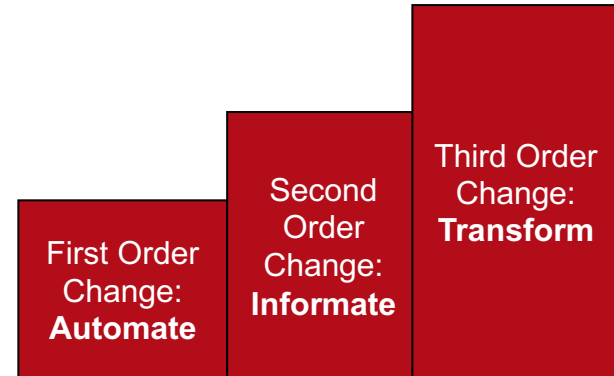 First Order
Change:
Automate
Second
Order
Change:
Informate
Third Order
Change:
Transform